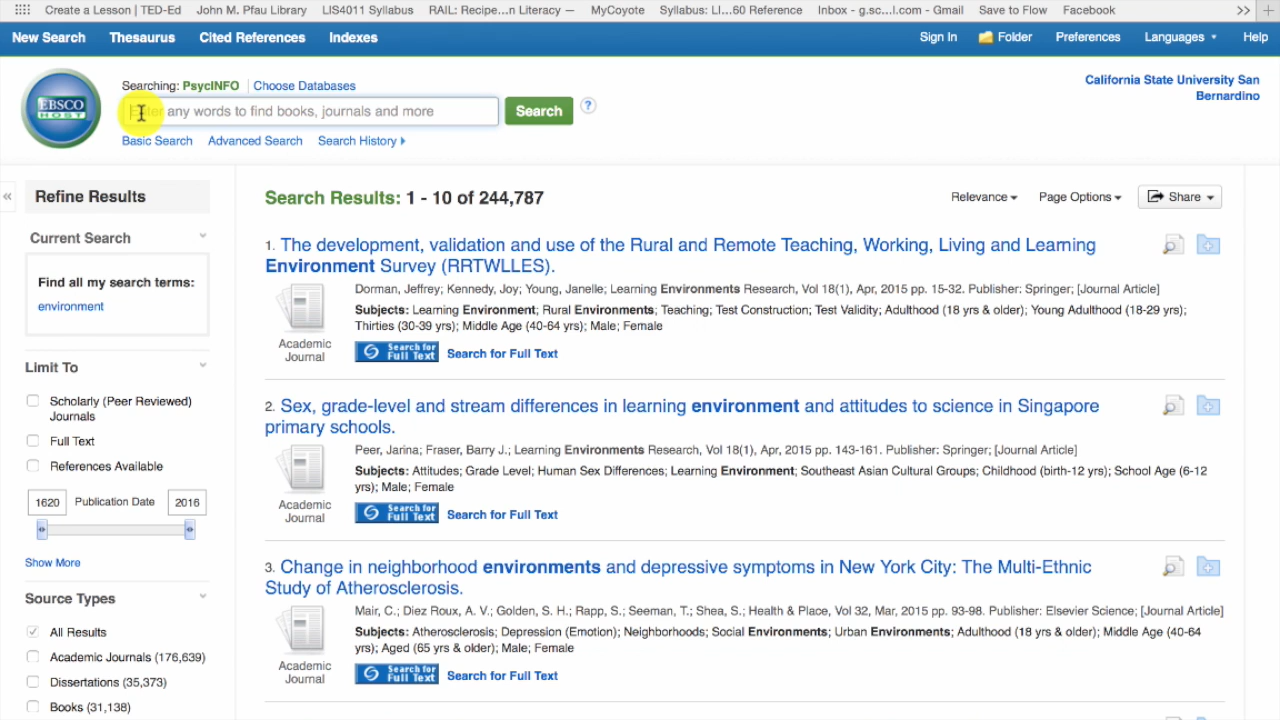 Create a Lesson | TED-Ed John M. Pfau Library LIS4011 Syllabus RAIL: Recipe...n Literacy — MyCoyote Syllabus: LI...60 Reference Inbox - g.sc...l.com - Gmail Save to Flow Facebook
New Search Thesaurus Cited References Indexes Sign In Folder Preferences Languages Help
EBSCO
HOST
Searching: PsycINFO Choose Databases
Enter any words to find books, journals and more Search ?
Basic Search Advanced Search Search History
California State University San
Bernardino
« Refine Results
Current Search
Find all my search terms:
environment
Limit To
Scholarly (Peer Reviewed)
Journals
Full Text
References Available
1620 Publication Date 2016
Show More
Source Types
All Results
Academic Journals (176,639)
Dissertations (35,373)
Books (31,138)
Search Results: 1 - 10 of 244,787 Relevance Page Options Share
1. The development, validation and use of the Rural and Remote Teaching, Working, Living and Learning
Environment Survey (RRTWLLES).
Dorman, Jeffrey; Kennedy, Joy; Young, Janelle; Learning Environments Research, Vol 18(1), Apr, 2015 pp. 15-32. Publisher: Springer; [Journal Article]
Subjects: Learning Environment; Rural Environments; Teaching; Test Construction; Test Validity; Adulthood (18 yrs & older); Young Adulthood (18-29 yrs);
Thirties (30-39 yrs); Middle Age (40-64 yrs); Male; Female
Academic
Journal
Search for
Full Text
Search for Full Text
2. Sex, grade-level and stream differences in learning environment and attitudes to science in Singapore
primary schools.
Peer, Jarina; Fraser, Barry J.; Learning Environments Research, Vol 18(1), Apr, 2015 pp. 143-161. Publisher: Springer; [Journal Article]
Subjects: Attitudes; Grade Level; Human Sex Differences; Learning Environment; Southeast Asian Cultural Groups; Childhood (birth-12 yrs); School Age (6-12
yrs); Male; Female
Academic
Journal
Search for
Full Text
Search for Full Text
3. Change in neighborhood environments and depressive symptoms in New York City: The Multi-Ethnic
Study of Atherosclerosis.
Mair, C.; Diez Roux, A. V.; Golden, S. H.; Rapp, S.; Seeman, T.; Shea, S.; Health & Place, Vol 32, Mar, 2015 pp. 93-98. Publisher: Elsevier Science; [Journal Article]
Subjects: Atherosclerosis; Depression (Emotion); Neighborhoods; Social Environments; Urban Environments; Adulthood (18 yrs & older); Middle Age (40-64
yrs); Aged (65 yrs & older); Male; Female
Academic
Journal
Search for
Full Text
Search for Full Text